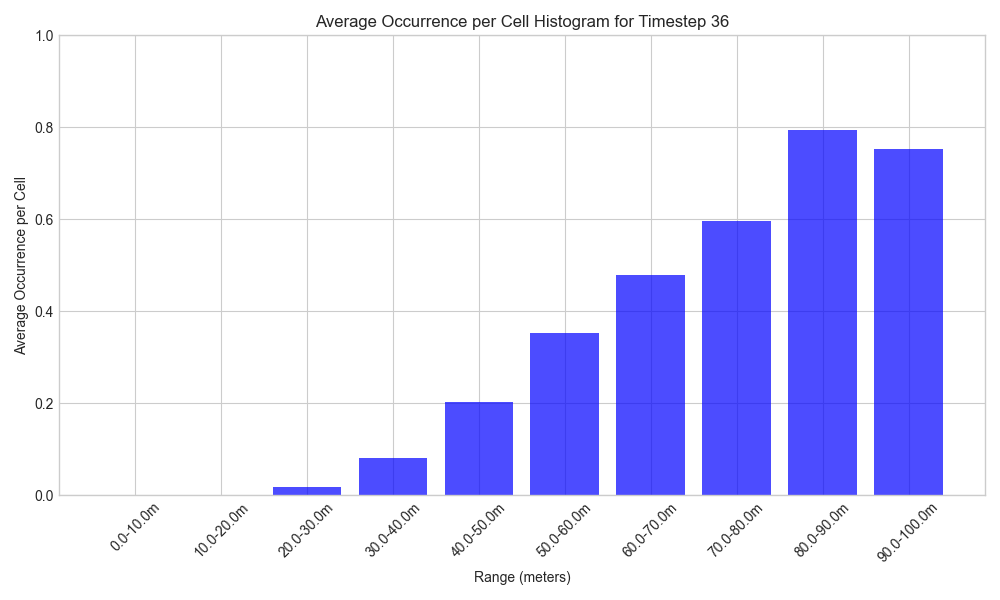 Average Occurrence per Cell Histogram for Timestep 36
1.0
0.8
0.6
0.4
0.2
0.0
Average Occurrence per Cell
0.0-10.0m
10.0-20.0m
20.0-30.0m
30.0-40.0m
40.0-50.0m
50.0-60.0m
60.0-70.0m
70.0-80.0m
80.0-90.0m
90.0-100.0m
Range (meters)